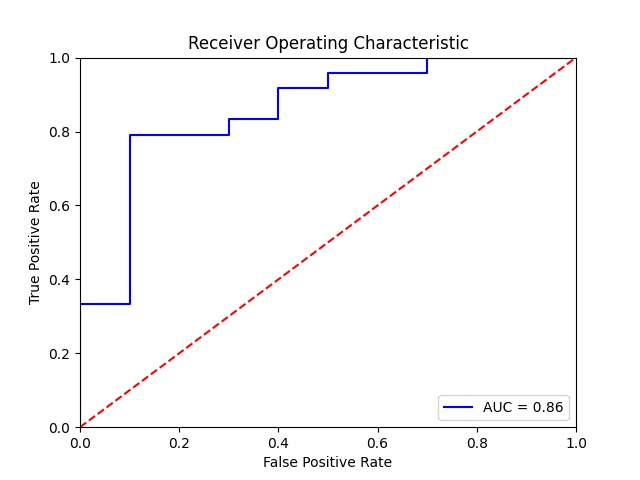 Receiver Operating Characteristic
1.0
0.8
0.6
0.4
0.2
0.0
True Positive Rate
AUC = 0.86
0.0 0.2 0.4 0.6 0.8 1.0
False Positive Rate